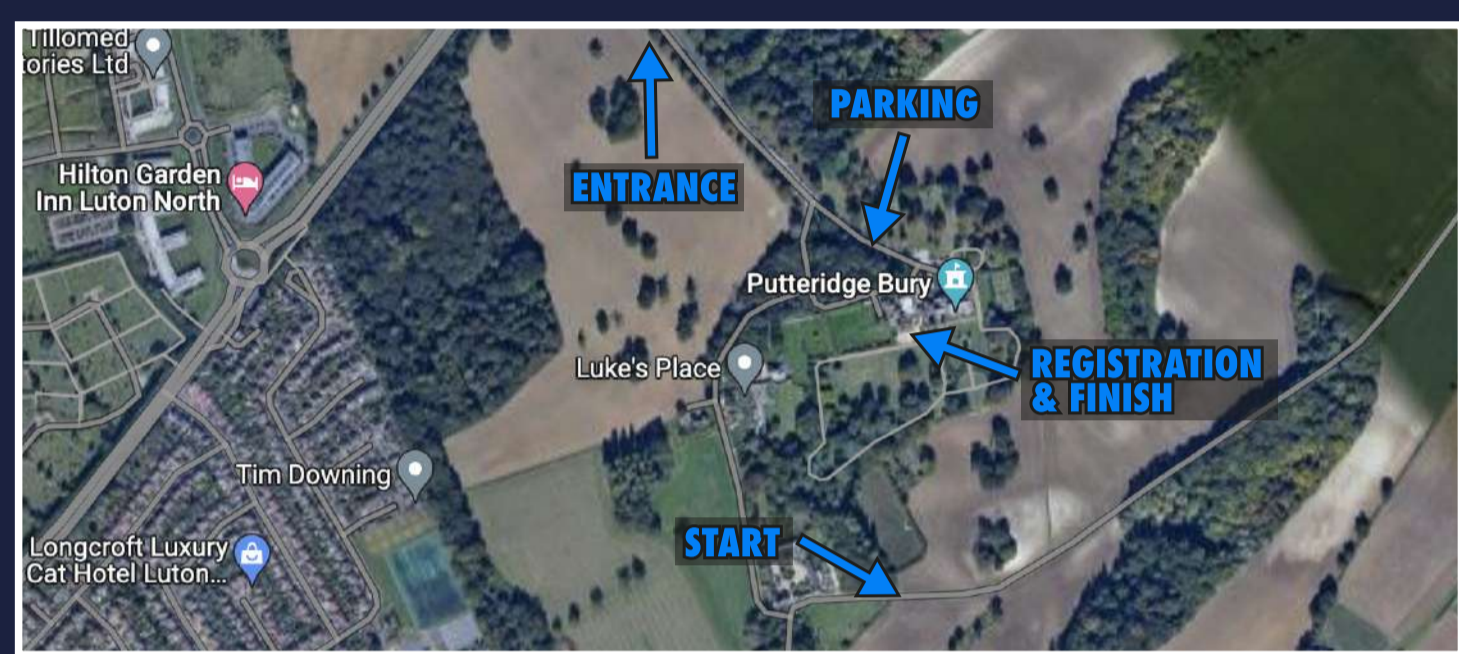 Tillomed
tories Ltd
PARKING
Hilton Garden
Inn Luton North
ENTRANCE
Putteridge Bury
Luke's Place
REGISTRATION
& FINISH
Tim Downing
START
Longcroft Luxury
Cat Hotel Luton...